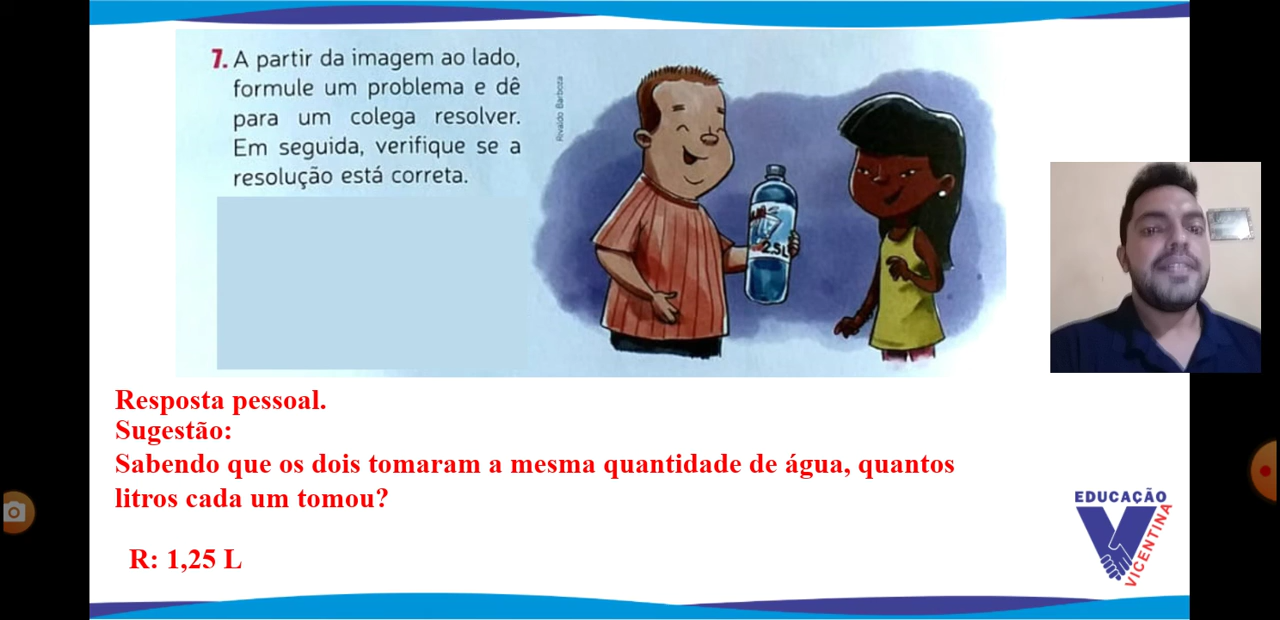 7. A partir da imagem ao lado,
formule um problema e dê
para um colega resolver.
Em seguida, verifique se a
resolução está correta.
Rivaldo Barboza
2,5L
Resposta pessoal.
Sugestão:
Sabendo que os dois tomaram a mesma quantidade de água, quantos
litros cada um tomou?
R: 1,25 L
EDUCAÇÃO
VICENTINA